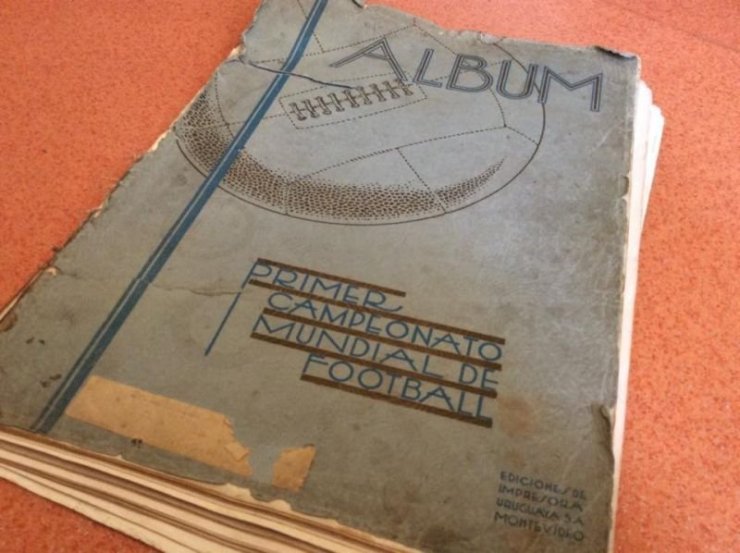 ALBUM
PRIMER
CAMPEONATO
MUNDIAL DE
FOOTBALL
EDICIONES DE
IMPRESORA
URUGUAYA S.A.
MONTEVIDEO